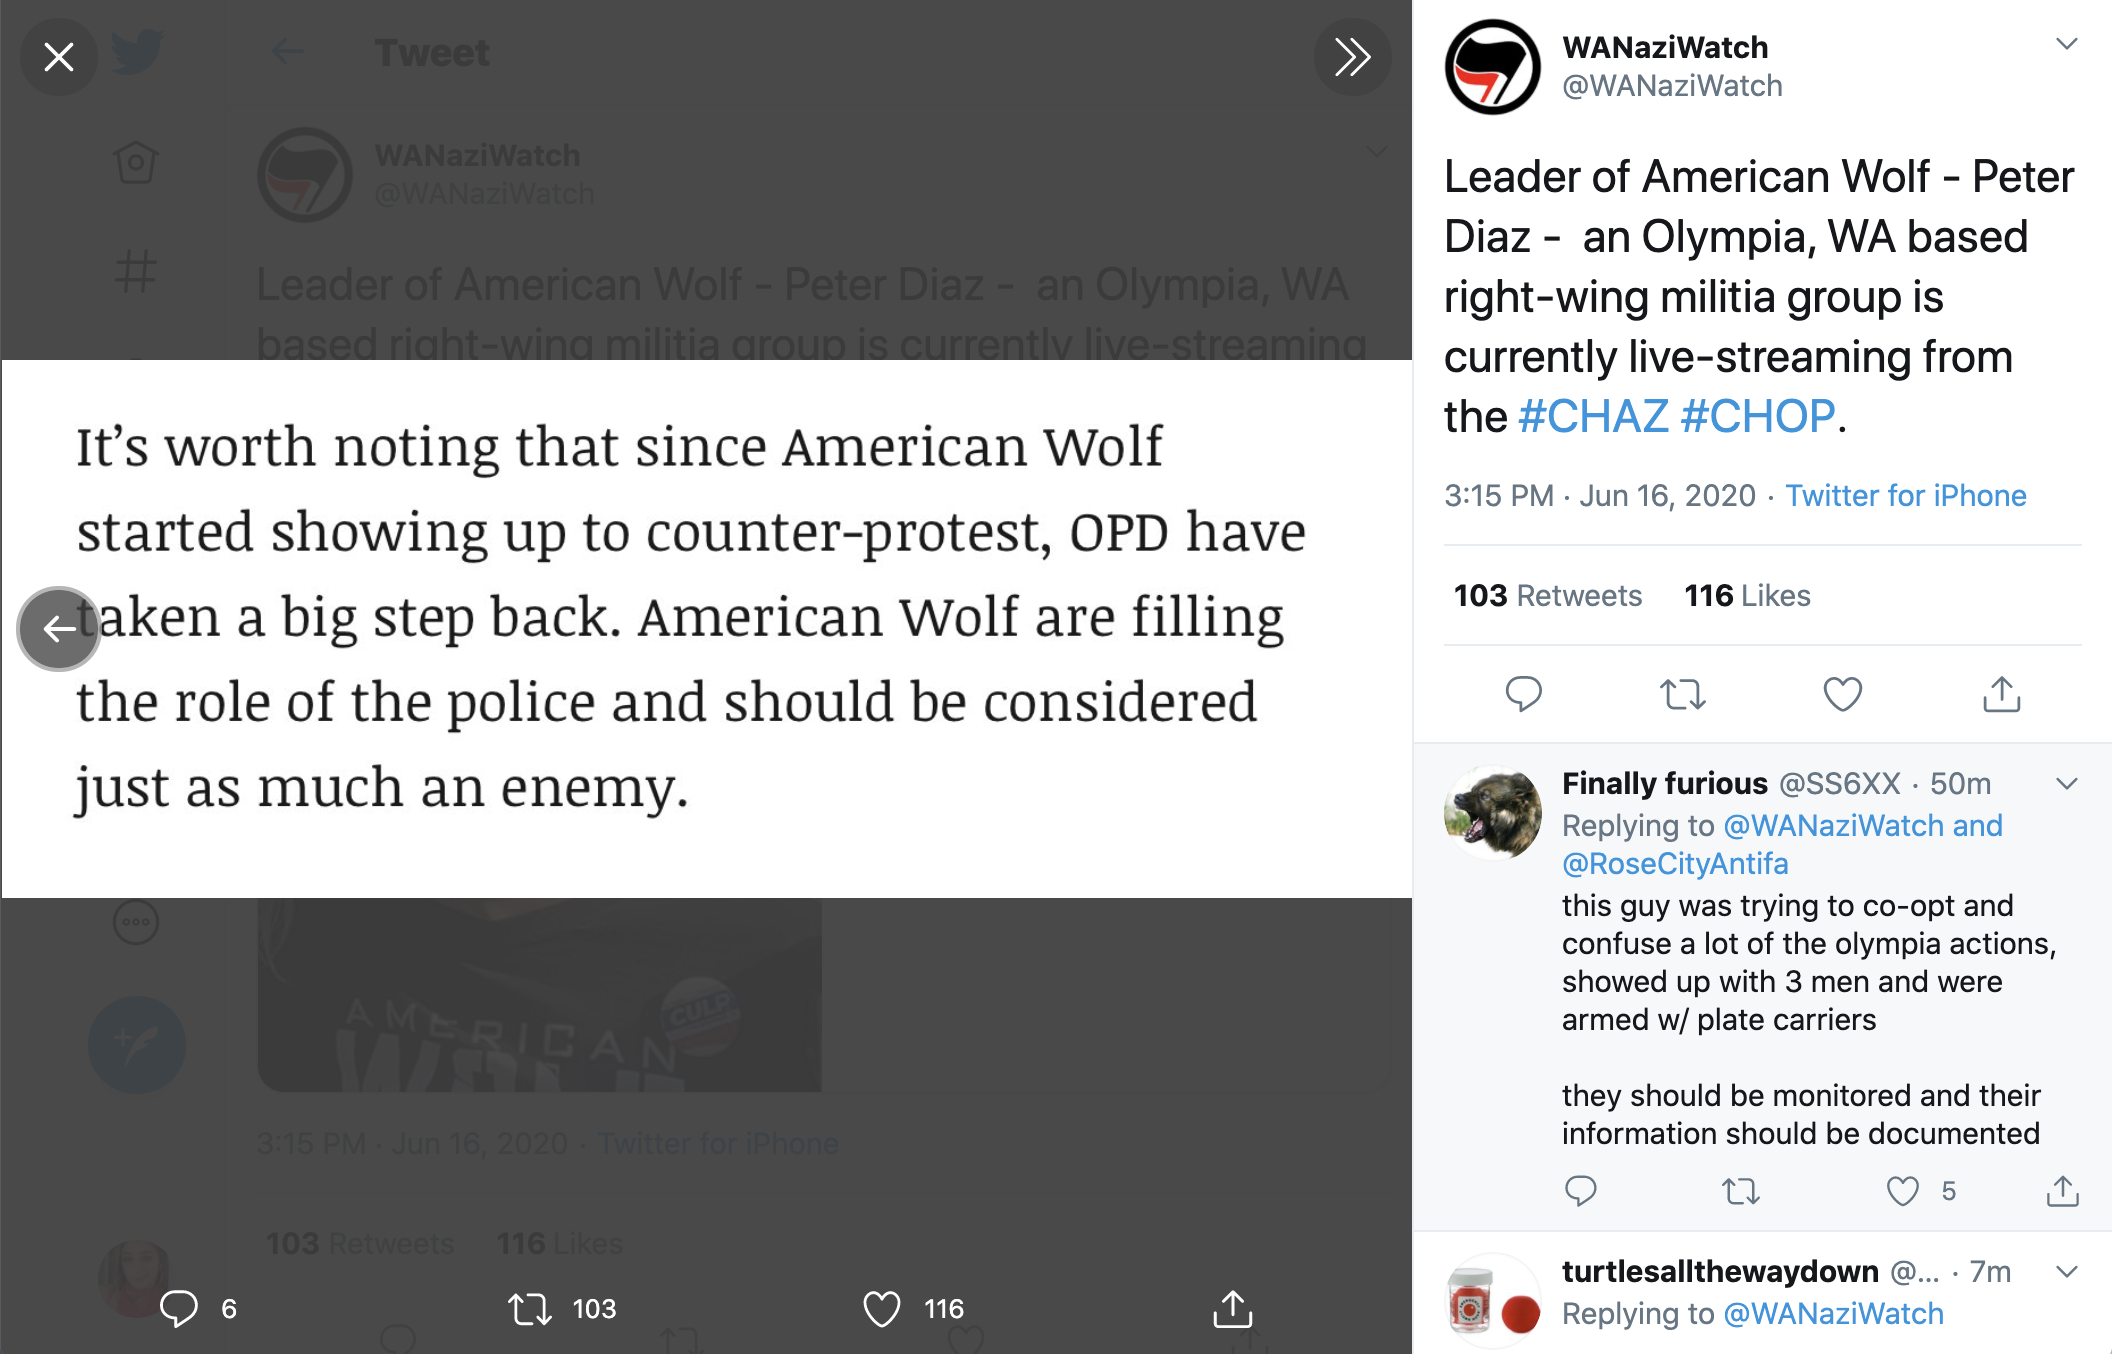 Tweet
WANaziWatch
@WANaziWatch
Leader of American Wolf - Peter Diaz - an Olympia, WA
based right-wing militia group is currently live-streaming
It’s worth noting that since American Wolf
started showing up to counter-protest, OPD have
taken a big step back. American Wolf are filling
the role of the police and should be considered
just as much an enemy.
AMERICAN
WOLF
CULP
3:15 PM · Jun 16, 2020 · Twitter for iPhone
103 Retweets 116 Likes
6 103 116
WANaziWatch
@WANaziWatch
Leader of American Wolf - Peter
Diaz - an Olympia, WA based
right-wing militia group is
currently live-streaming from
the #CHAZ #CHOP.
3:15 PM · Jun 16, 2020 · Twitter for iPhone
103 Retweets 116 Likes
Finally furious @SS6XX · 50m
Replying to @WANaziWatch and
@RoseCityAntifa
this guy was trying to co-opt and
confuse a lot of the olympia actions,
showed up with 3 men and were
armed w/ plate carriers
they should be monitored and their
information should be documented
5
turtlesallthewaydown @... · 7m
Replying to @WANaziWatch